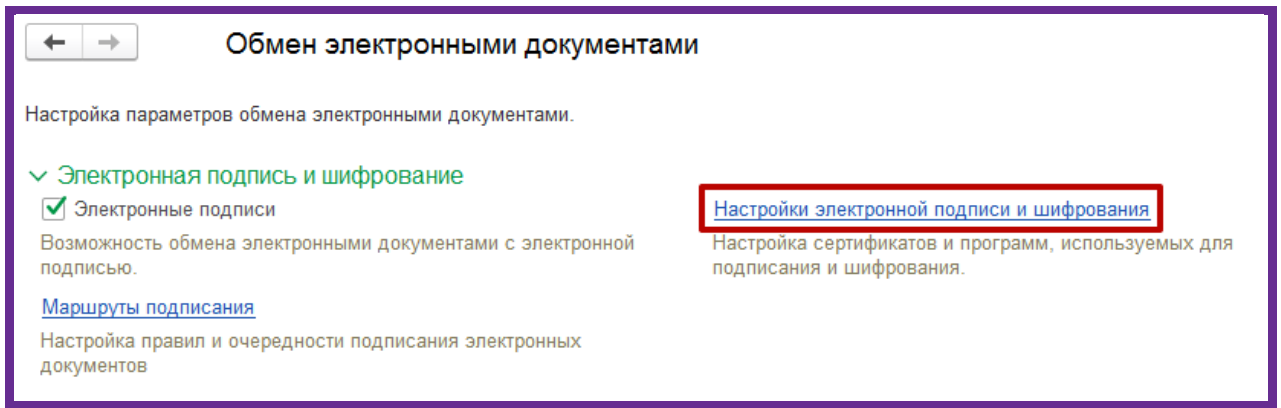 Обмен электронными документами
Настройка параметров обмена электронными документами.
Электронная подпись и шифрование
Электронные подписи
Возможность обмена электронными документами с электронной
подписью.
Маршруты подписания
Настройка правил и очередности подписания электронных
документов
Настройки электронной подписи и шифрования
Настройка сертификатов и программ, используемых для
подписания и шифрования.